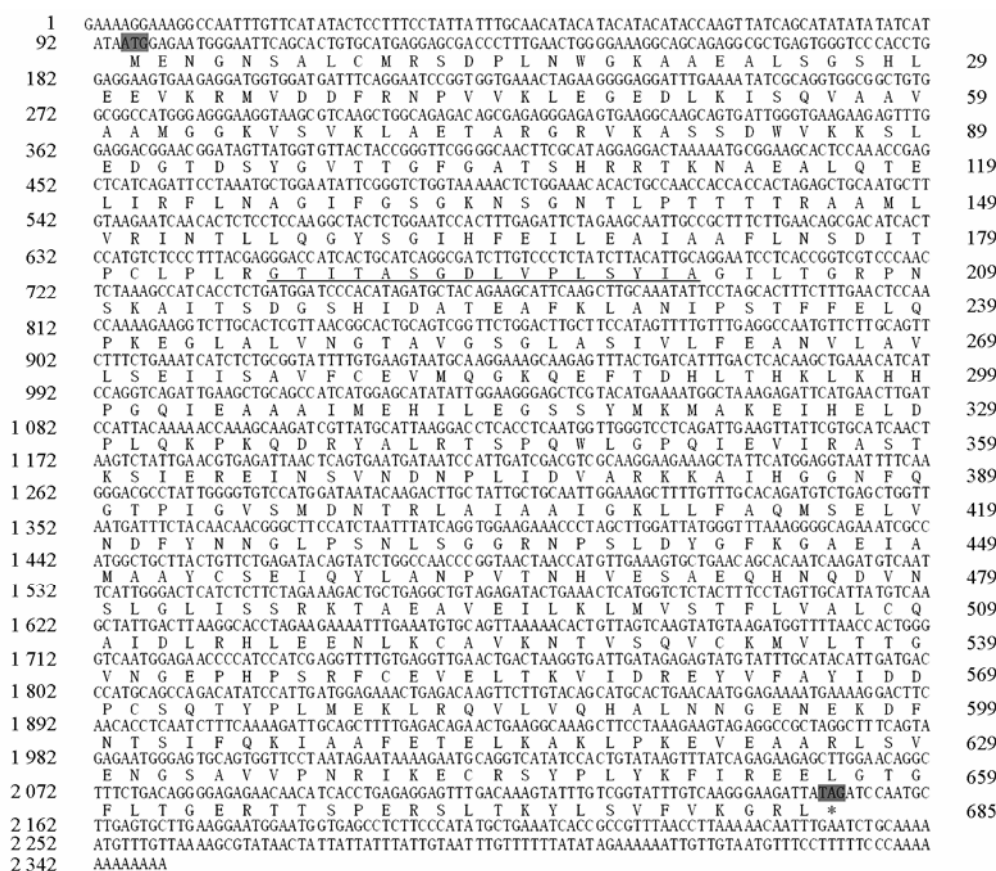 1 GAAAAGGAAAGGCCAATTTGTTCATATACTCCTTTCCTATTATTTGCAACATACATACATACATACCAAGTTATCAGCATATATATATCAT
92 ATAATGGAGAATGGGAATTCAGCACTGTGCATGAGGAGCGACCCTTTGAACTGGGGAAAGGCAGCAGAGGCGCTGAGTGGGTCCCACCTG
M E N G N S A L C M R S D P L N W G K A A E A L S G S H L 29
182 GAGGAAGTGAAGAGGATGGTGGATGATTTCAGGAATCCGGTGGTGAAACTAGAAGGGGAGGATTTGAAAATATCGCAGGTGGCGGCTGTG
E E V K R M V D D F R N P V V K L E G E D L K I S Q V A A V 59
272 GCGGCCATGGGAGGGAAGGTAAGCGTCAAGCTGGCAGAGACAGCGAGAGGGAGAGTGAAGGCAAGCAGTGATTGGGTGAAGAAGAGTTTG
A A M G G K V S V K L A E T A R G R V K A S S D W V K K S L 89
362 GAGGACGGAACGGATAGTTATGGTGTTACTACCGGGTTCGGGGCAACTTCGCATAGGAGGACTAAAAATGCGGAAGCACTCCAAACCGAG
E D G T D S Y G V T T G F G A T S H R R T K N A E A L Q T E 119
452 CTCATCAGATTCCTAAATGCTGGAATATTCGGGTCTGGTAAAAACTCTGGAAACACACTGCCAACCACCACCACTAGAGCTGCAATGCTT
L I R F L N A G I F G S G K N S G N T L P T T T T R A A M L 149
542 GTAAGAATCAACACTCTCCTCCAAGGCTACTCTGGAATCCACTTTGAGATTCTAGAAGCAATTGCCGCTTTCTTGAACAGCGACATCACT
V R I N T L L Q G Y S G I H F E I L E A I A A F L N S D I T 179
632 CCATGTCTCCCTTTACGAGGGACCATCACTGCATCAGGCGATCTTGTCCCTCTATCTTACATTGCAGGAATCCTCACCGGTCGTCCCAAC
P C L P L R G T I T A S G D L V P L S Y I A G I L T G R P N 209
722 TCTAAAGCCATCACCTCTGATGGATCCCACATAGATGCTACAGAAGCATTCAAGCTTGCAAATATTCCTAGCACTTTCTTTGAACTCCAA
S K A I T S D G S H I D A T E A F K L A N I P S T F F E L Q 239
812 CCAAAAGAAGGTCTTGCACTCGTTAACGGCACTGCAGTCGGTTCTGGACTTGCTTCCATAGTTTTGTTTGAGGCCAATGTTCTTGCAGTT
P K E G L A L V N G T A V G S G L A S I V L F E A N V L A V 269
902 CTTTCTGAAATCATCTCTGCGGTATTTTGTGAAGTAATGCAAGGAAAGCAAGAGTTTACTGATCATTTGACTCACAAGCTGAAACATCAT
L S E I I S A V F C E V M Q G K Q E F T D H L T H K L K H H 299
992 CCAGGTCAGATTGAAGCTGCAGCCATCATGGAGCATATATTGGAAGGGAGCTCGTACATGAAAATGGCTAAAGAGATTCATGAACTTGAT
P G Q I E A A A I M E H I L E G S S Y M K M A K E I H E L D 329
1 082 CCATTACAAAAACCAAAGCAAGATCGTTATGCATTAAGGACCTCACCTCAATGGTTGGGTCCTCAGATTGAAGTTATTCGTGCATCAACT
P L Q K P K Q D R Y A L R T S P Q W L G P Q I E V I R A S T 359
1 172 AAGTCTATTGAACGTGAGATTAACTCAGTGAATGATAATCCATTGATCGACGTCGCAAGGAAGAAAGCTATTCATGGAGGTAATTTTCAA
K S I E R E I N S V N D N P L I D V A R K K A I H G G N F Q 389
1 262 GGGACGCCTATTGGGGTGTCCATGGATAATACAAGACTTGCTATTGCTGCAATTGGAAAGCTTTTGTTTGCACAGATGTCTGAGCTGGTT
G T P I G V S M D N T R L A I A A I G K L L F A Q M S E L V 419
1 352 AATGATTTCTACAACAACGGGCTTCCATCTAATTTATCAGGTGGAAGAAACCCTAGCTTGGATTATGGGTTTAAAGGGGCAGAAATCGCC
N D F Y N N G L P S N L S G G R N P S L D Y G F K G A E I A 449
1 442 ATGGCTGCTTACTGTTCTGAGATACAGTATCTGGCCAACCCGGTAACTAACCATGTTGAAAGTGCTGAACAGCACAATCAAGATGTCAAT
M A A Y C S E I Q Y L A N P V T N H V E S A E Q H N Q D V N 479
1 532 TCATTGGGACTCATCTCTTCTAGAAAGACTGCTGAGGCTGTAGAGATACTGAAACTCATGGTCTCTACTTTCCTAGTTGCATTATGTCAA
S L G L I S S R K T A E A V E I L K L M V S T F L V A L C Q 509
1 622 GCTATTGACTTAAGGCACCTAGAAGAAAATTTGAAATGTGCAGTTAAAAACACTGTTAGTCAAGTATGTAAGATGGTTTTAACCACTGGG
A I D L R H L E E N L K C A V K N T V S Q V C K M V L T T G 539
1 712 GTCAATGGAGAACCCCATCCATCGAGGTTTTGTGAGGTTGAACTGACTAAGGTGATTGATAGAGAGTATGTATTTGCATACATTGATGAC
V N G E P H P S R F C E V E L T K V I D R E Y V F A Y I D D 569
1 802 CCATGCAGCCAGACATATCCATTGATGGAGAAACTGAGACAAGTTCTTGTACAGCATGCACTGAACAATGGAGAAAATGAAAAGGACTTC
P C S Q T Y P L M E K L R Q V L V Q H A L N N G E N E K D F 599
1 892 AACACCTCAATCTTTCAAAAGATTGCAGCTTTTGAGACAGAACTGAAGGCAAAGCTTCCTAAAGAAGTAGAGGCCGCTAGGCTTTCAGTA
N T S I F Q K I A A F E T E L K A K L P K E V E A A R L S V 629
1 982 GAGAATGGGAGTGCAGTGGTTCCTAATAGAATAAAAGAATGCAGGTCATATCCACTGTATAAGTTTATCAGAGAAGAGCTTGGAACAGGC
E N G S A V V P N R I K E C R S Y P L Y K F I R E E L G T G 659
2 072 TTTCTGACAGGGGAGAGAACAACATCACCTGAGAGGAGTTTGACAAAGTATTTGTCGGTATTTGTCAAGGGAAGATTATAGATCCAATGC
F L T G E R T T S P E R S L T K Y L S V F V K G R L * 685
2 162 TTGAGTGCTTGAAGGAATGGAATGGTGAGCCTCTTCCCATATGCTGAAATCACCGCCGTTTAACCTTAAAAACAATTTGAATCTGCAAAA
2 252 ATGTTTGTTAAAAGCGTATAACTATTATTATTTATTGTAATTTGTTTTTTATATAGAAAAAATTGTTGTAATGTTTCCTTTTTTCCCAAAA
2 342 AAAAAAAAA